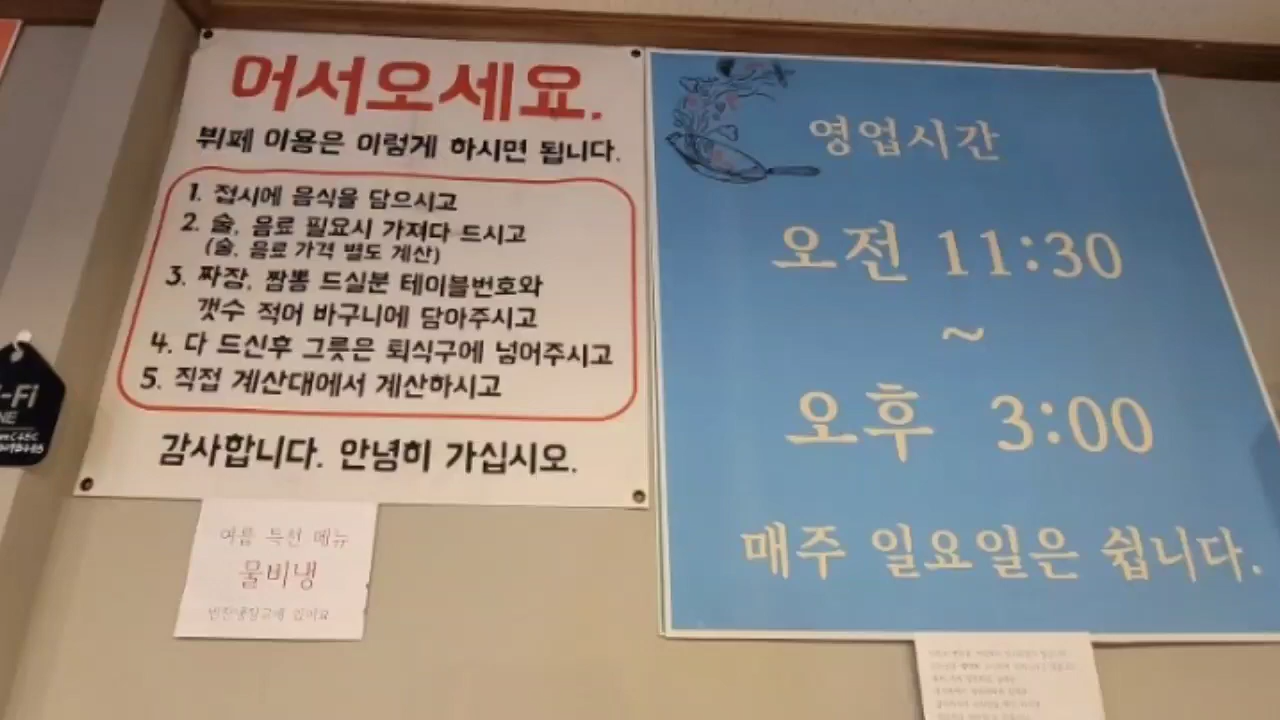 어서오세요.
뷔페 이용은 이렇게 하시면 됩니다.
1. 접시에 음식을 담으시고
2. 술, 음료 필요시 가져다 드시고
(술, 음료 가격 별도 계산)
3. 짜장, 짬뽕 드실분 테이블번호와
갯수 적어 바구니에 담아주시고
4. 다 드신후 그릇은 퇴식구에 넣어주시고
5. 직접 계산대에서 계산하시고
감사합니다. 안녕히 가십시오.
여름 특선 메뉴
물비냉
영업시간
오전 11:30
~
오후 3:00
매주 일요일은 쉽니다.
-Fi